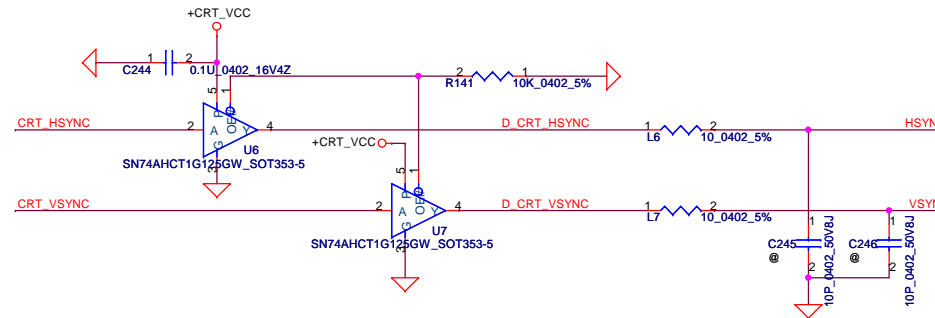 +CRT_VCC
1
2
C244
0.1U_0402_16V4Z
2
1
R141
10K_0402_5%
5
1
P
OE#
CRT_HSYNC
2
A
Y
4
G
3
U6
SN74AHCT1G125GW_SOT353-5
D_CRT_HSYNC
1
2
L6
10_0402_5%
HSYN
+CRT_VCC
5
1
P
OE#
CRT_VSYNC
2
A
Y
4
G
3
U7
SN74AHCT1G125GW_SOT353-5
D_CRT_VSYNC
1
2
L7
10_0402_5%
VSYN
1
C245
@
2
10P_0402_50V8J
1
C246
@
2
10P_0402_50V8J